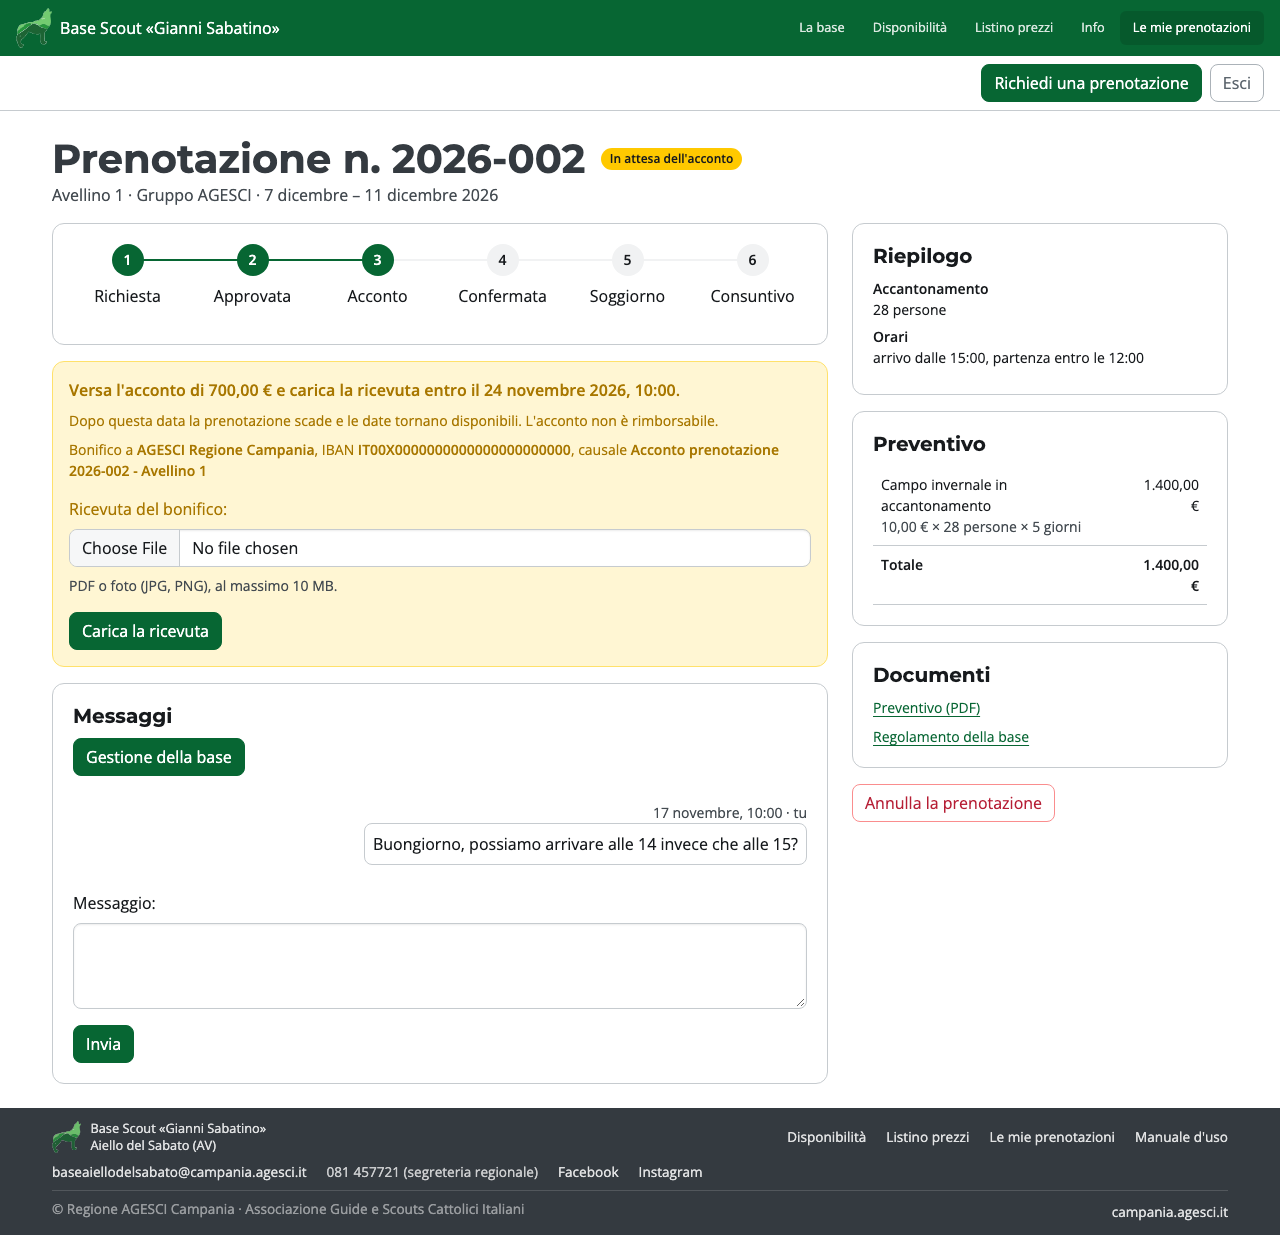 Base Scout «Gianni Sabatino»
La base
Disponibilità
Listino prezzi
Info
Le mie prenotazioni
Richiedi una prenotazione
Esci
Prenotazione n. 2026-002
In attesa dell'acconto
Avellino 1 · Gruppo AGESCI · 7 dicembre – 11 dicembre 2026
1
2
3
4
5
6
Richiesta
Approvata
Acconto
Confermata
Soggiorno
Consuntivo
Versa l'acconto di 700,00 € e carica la ricevuta entro il 24 novembre 2026, 10:00.
Dopo questa data la prenotazione scade e le date tornano disponibili. L'acconto non è rimborsabile.
Bonifico a AGESCI Regione Campania, IBAN IT00X0000000000000000000000, causale Acconto prenotazione
2026-002 - Avellino 1
Ricevuta del bonifico:
Choose File
No file chosen
PDF o foto (JPG, PNG), al massimo 10 MB.
Carica la ricevuta
Messaggi
Gestione della base
17 novembre, 10:00 · tu
Buongiorno, possiamo arrivare alle 14 invece che alle 15?
Messaggio:
Invia
Riepilogo
Accantonamento
28 persone
Orari
arrivo dalle 15:00, partenza entro le 12:00
Preventivo
Campo invernale in
accantonamento
10,00 € × 28 persone × 5 giorni
1.400,00
€
Totale
1.400,00
€
Documenti
Preventivo (PDF)
Regolamento della base
Annulla la prenotazione
Base Scout «Gianni Sabatino»
Aiello del Sabato (AV)
Disponibilità
Listino prezzi
Le mie prenotazioni
Manuale d'uso
baseaiellodelsabato@campania.agesci.it
081 457721 (segreteria regionale)
Facebook
Instagram
© Regione AGESCI Campania · Associazione Guide e Scouts Cattolici Italiani
campania.agesci.it